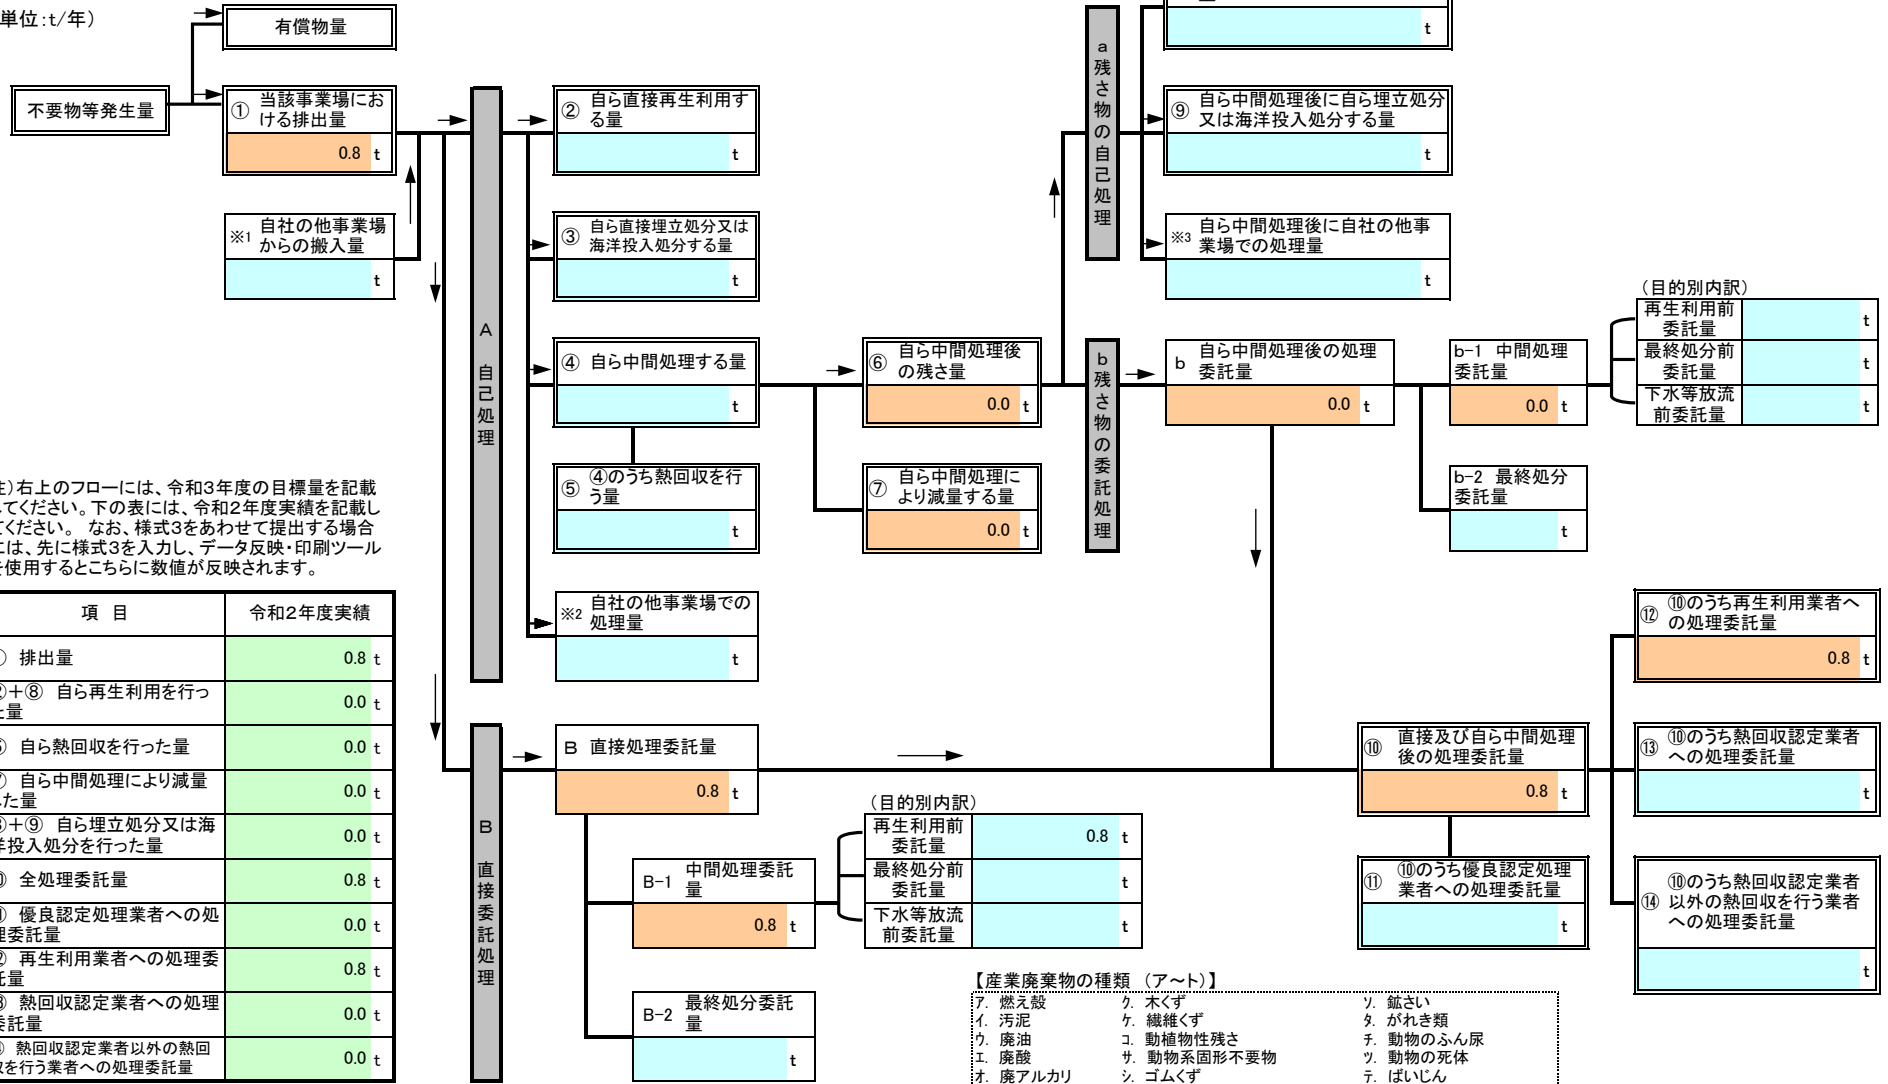 単位:t/年)
有償物量
不要物等発生量
① 当該事業場にお
ける排出量
0.8 t
※1 自社の他事業場
からの搬入量
t
A 自己処理
② 自ら直接再生利用す
る量
t
③ 自ら直接埋立処分又は
海洋投入処分する量
t
④ 自ら中間処理する量
t
⑤ ④のうち熱回収を行
う量
t
※2 自社の他事業場での
処理量
t
⑥ 自ら中間処理後
の残さ量
0.0 t
⑦ 自ら中間処理に
より減量する量
0.0 t
a 残さ物の自己処理
t
⑨ 自ら中間処理後に自ら埋立処分
又は海洋投入処分する量
t
※3 自ら中間処理後に自社の他事
業場での処理量
t
b 残さ物の委託処理
b 自ら中間処理後の処理
委託量
0.0 t
b-1 中間処理
委託量
0.0 t
(目的別内訳)
再生利用前
委託量 t
最終処分前
委託量 t
下水等放流
前委託量 t
b-2 最終処分
委託量
t
)右上のフローには、令和3年度の目標量を記載
てください。下の表には、令和2年度実績を記載し
ください。 なお、様式3をあわせて提出する場合
は、先に様式3を入力し、データ反映・印刷ツール
使用するとこちらに数値が反映されます。
項 目 令和2年度実績
排出量 0.8 t
+⑧ 自ら再生利用を行っ
量 0.0 t
自ら熱回収を行った量 0.0 t
自ら中間処理により減量
た量 0.0 t
+⑨ 自ら埋立処分又は海
投入処分を行った量 0.0 t
全処理委託量 0.8 t
優良認定処理業者への処
委託量 0.0 t
再生利用業者への処理委
量 0.8 t
熱回収認定業者への処理
託量 0.0 t
熱回収認定業者以外の熱回
を行う業者への処理委託量 0.0 t
B 直接委託処理
B 直接処理委託量
0.8 t
B-1 中間処理委託
量
0.8 t
(目的別内訳)
再生利用前
委託量 0.8 t
最終処分前
委託量 t
下水等放流
前委託量 t
B-2 最終処分委託
量
t
⑩ 直接及び自ら中間処理
後の処理委託量
0.8 t
⑪ ⑩のうち優良認定処理
業者への処理委託量
t
⑫ ⑩のうち再生利用業者へ
の処理委託量
0.8 t
⑬ ⑩のうち熱回収認定業者
への処理委託量
t
⑭ ⑩のうち熱回収認定業者
以外の熱回収を行う業者
への処理委託量
t
【産業廃棄物の種類 (ア~ト)】
ア. 燃え殻 ク. 木くず ソ. 鉱さい
イ. 汚泥 ケ. 繊維くず タ. がれき類
ウ. 廃油 コ. 動植物性残さ チ. 動物のふん尿
エ. 廃酸 サ. 動物系固形不要物 ツ. 動物の死体
オ. 廃アルカリ シ. ゴムくず テ. ばいじん